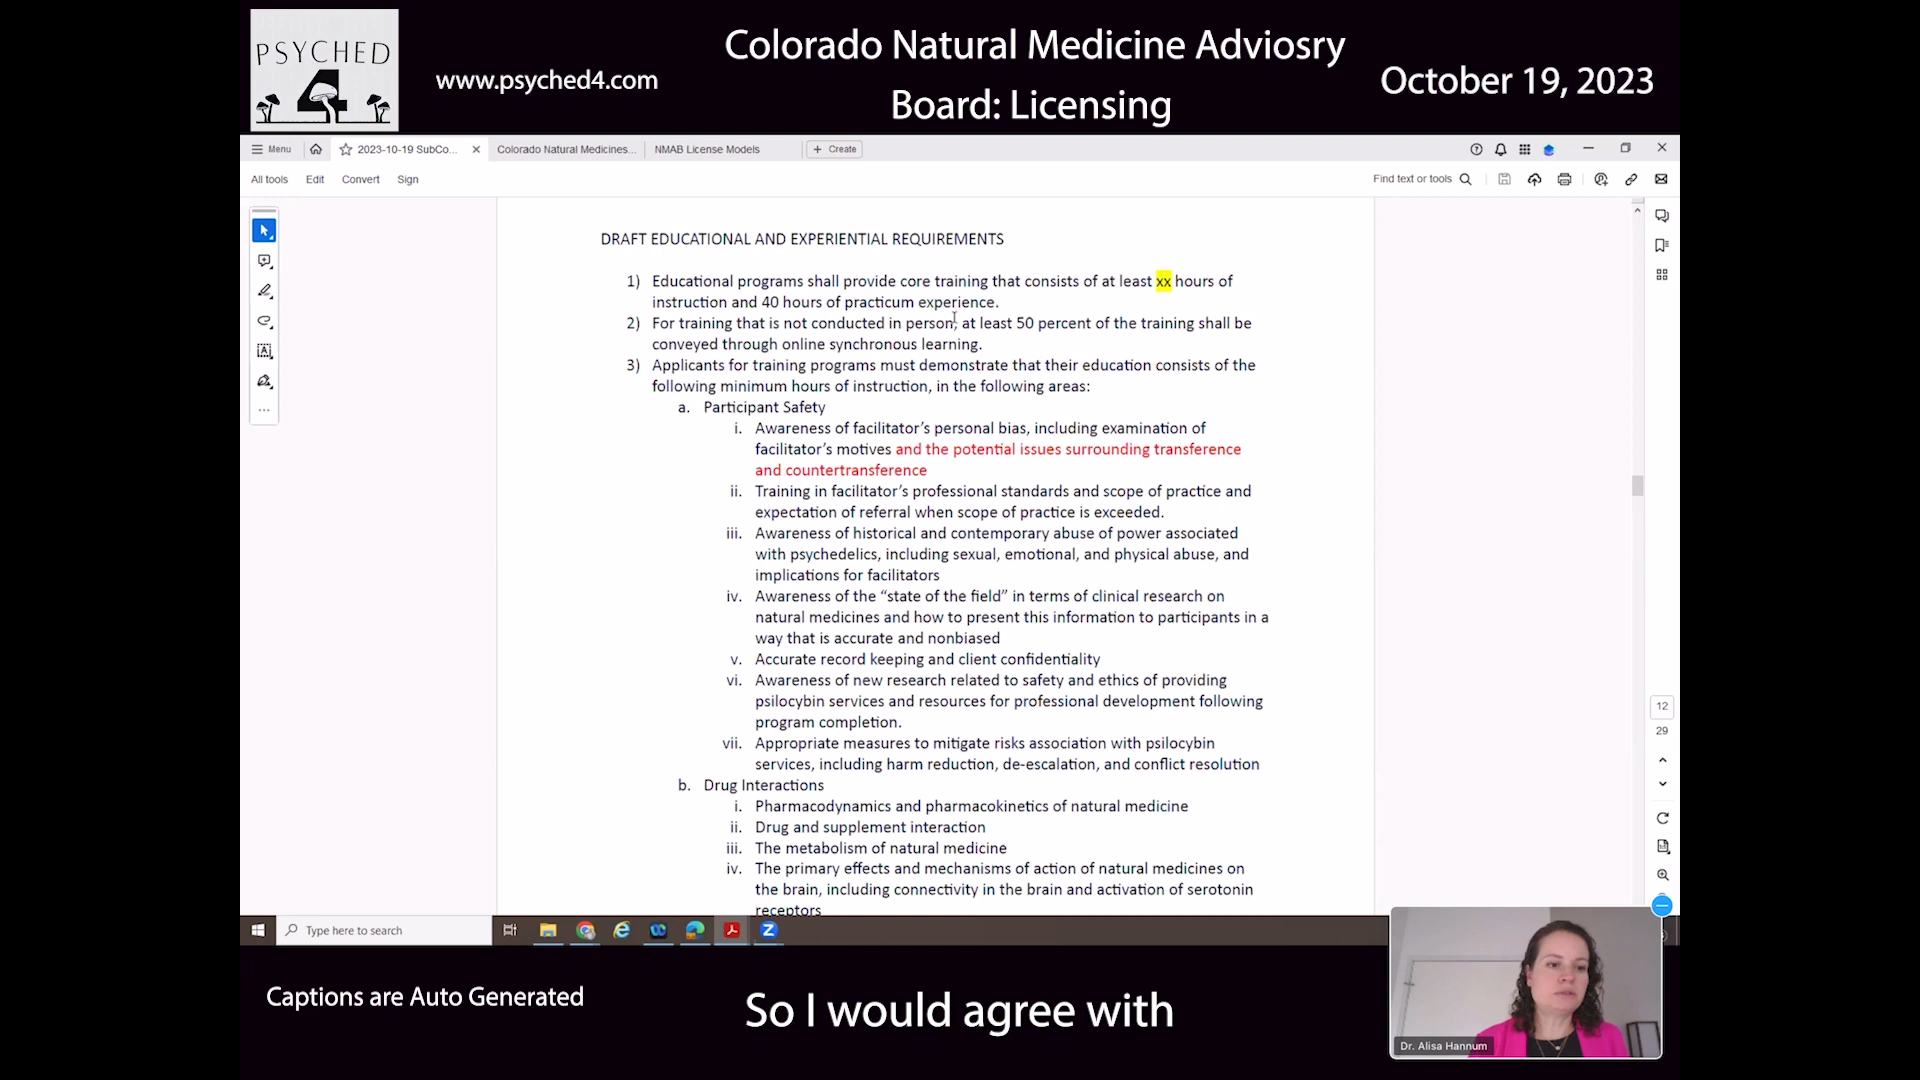 PSYCHED
4
www.psyched4.com
Colorado Natural Medicine Adviosry
Board: Licensing
October 19, 2023
Menu
2023-10-19 SubCo...
Colorado Natural Medicines...
NMAB License Models
Create
All tools
Edit
Convert
Sign
Find text or tools
DRAFT EDUCATIONAL AND EXPERIENTIAL REQUIREMENTS
1) Educational programs shall provide core training that consists of at least xx hours of
instruction and 40 hours of practicum experience.
2) For training that is not conducted in person, at least 50 percent of the training shall be
conveyed through online synchronous learning.
3) Applicants for training programs must demonstrate that their education consists of the
following minimum hours of instruction, in the following areas:
a. Participant Safety
i. Awareness of facilitator's personal bias, including examination of
facilitator's motives and the potential issues surrounding transference
and countertransference
ii. Training in facilitator's professional standards and scope of practice and
expectation of referral when scope of practice is exceeded.
iii. Awareness of historical and contemporary abuse of power associated
with psychedelics, including sexual, emotional, and physical abuse, and
implications for facilitators
iv. Awareness of the “state of the field” in terms of clinical research on
natural medicines and how to present this information to participants in a
way that is accurate and nonbiased
v. Accurate record keeping and client confidentiality
vi. Awareness of new research related to safety and ethics of providing
psilocybin services and resources for professional development following
program completion.
vii. Appropriate measures to mitigate risks association with psilocybin
services, including harm reduction, de-escalation, and conflict resolution
b. Drug Interactions
i. Pharmacodynamics and pharmacokinetics of natural medicine
ii. Drug and supplement interaction
iii. The metabolism of natural medicine
iv. The primary effects and mechanisms of action of natural medicines on
the brain, including connectivity in the brain and activation of serotonin
receptors
12
29
Type here to search
Captions are Auto Generated
So I would agree with
Dr. Alisa Hannum